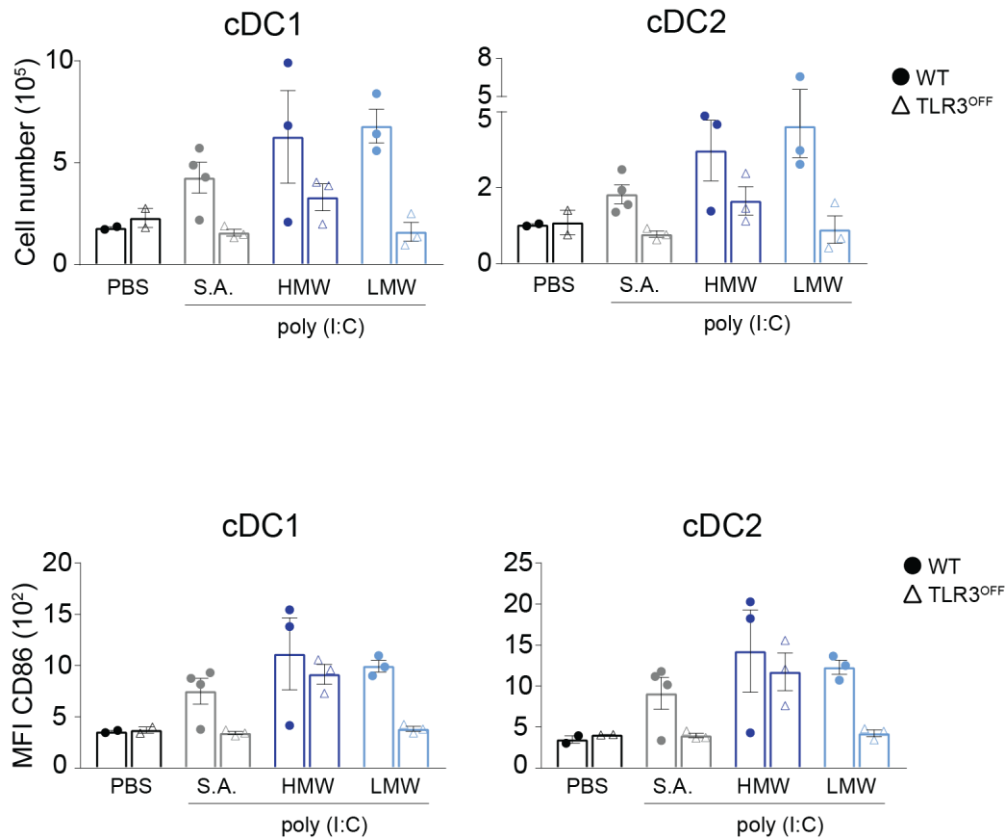 cDC1
cDC2
Cell number (10⁵)
10
5
0
8
5
5
2
0
WT
TLR3ᴼᶠᶠ
PBS
S.A.
HMW
LMW
poly (I:C)
PBS
S.A.
HMW
LMW
poly (I:C)
cDC1
cDC2
MFI CD86 (10²)
20
15
10
5
0
25
20
15
10
5
0
WT
TLR3ᴼᶠᶠ
PBS
S.A.
HMW
LMW
poly (I:C)
PBS
S.A.
HMW
LMW
poly (I:C)